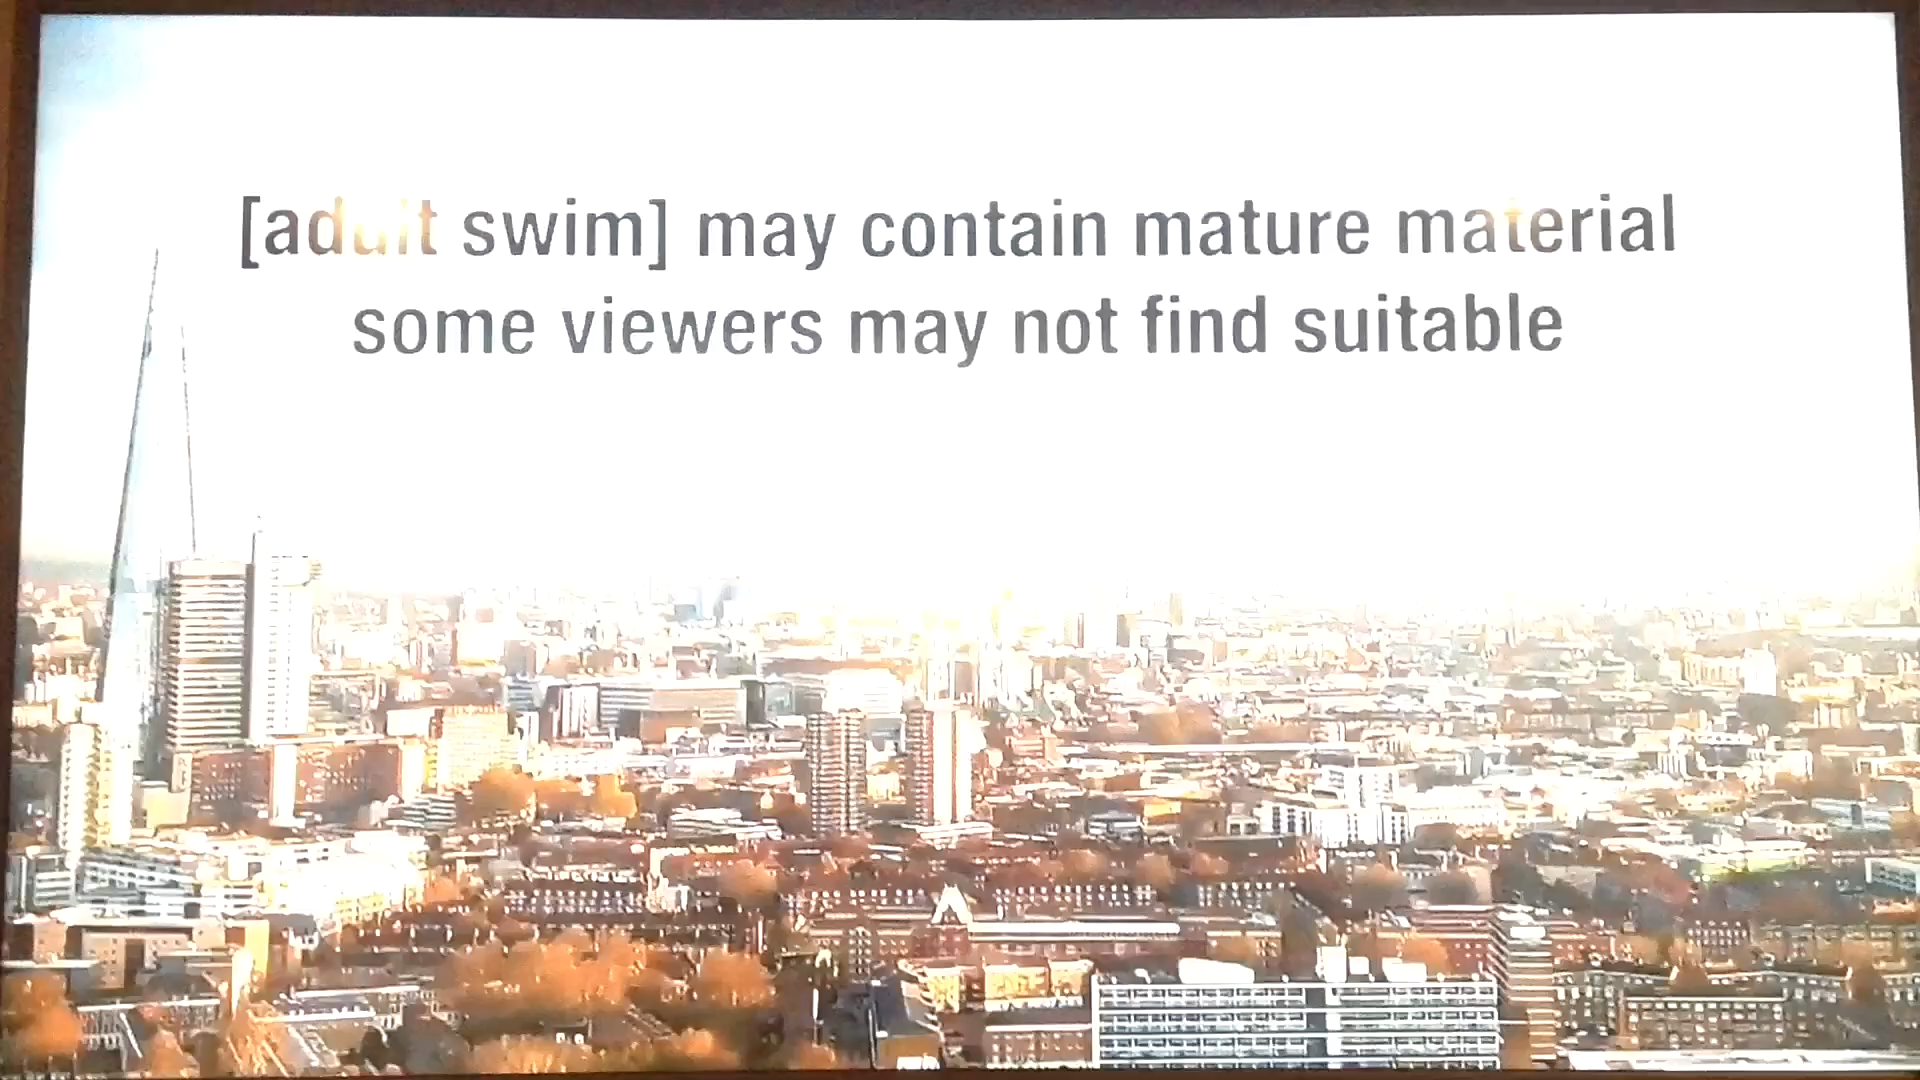 [adult swim] may contain mature material
some viewers may not find suitable